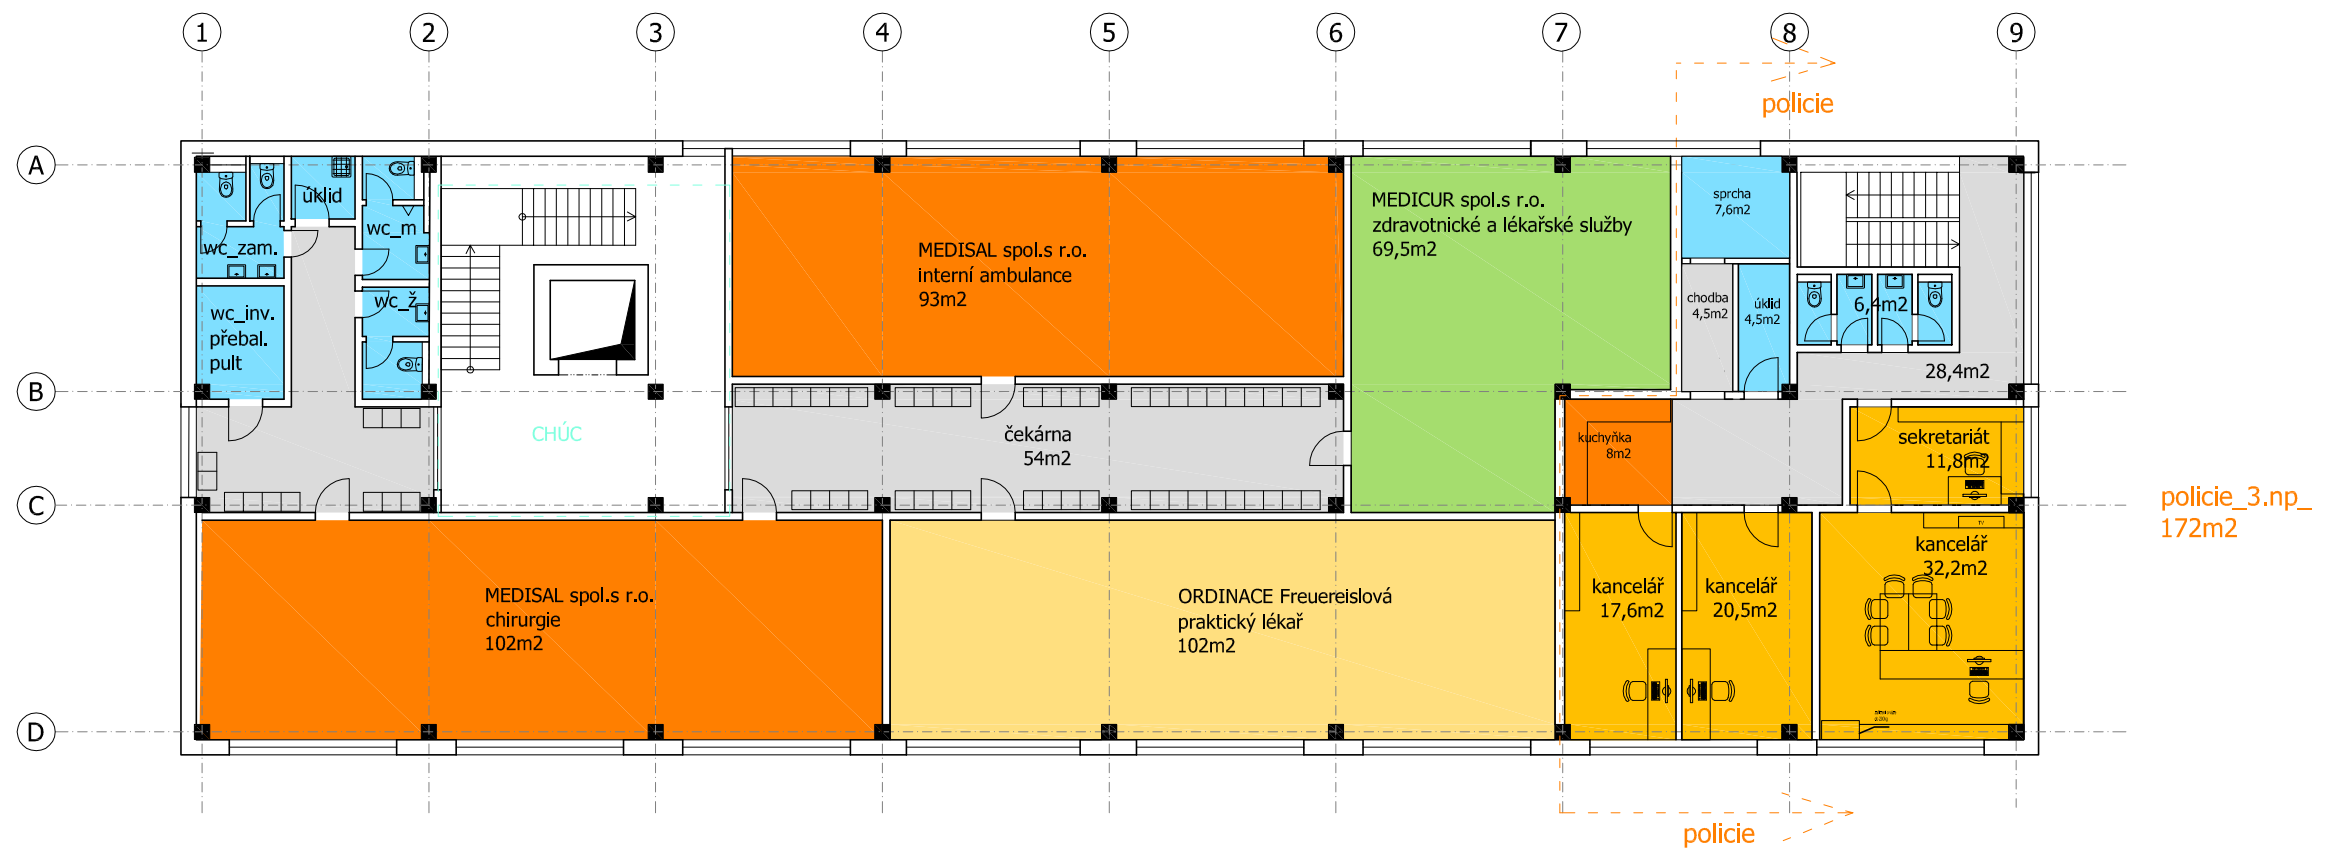 1 2 3 4 5 6 7 8 9
policie
A
B
C
D
úklid
wc_m
wc_zam.
wc_ž
wc_inv.
přebal.
pult
CHÚC
MEDISAL spol.s r.o.
interní ambulance
93m2
MEDICUR spol.s r.o.
zdravotnické a lékařské služby
69,5m2
sprcha
7,6m2
chodba
4,5m2
úklid
4,5m2
6,4m2
28,4m2
čekárna
54m2
kuchyňka
8m2
sekretariát
11,8m2
policie_3.np_
172m2
MEDISAL spol.s r.o.
chirurgie
102m2
ORDINACE Freuereislová
praktický lékař
102m2
kancelář
17,6m2
kancelář
20,5m2
TV
kancelář
32,2m2
policie